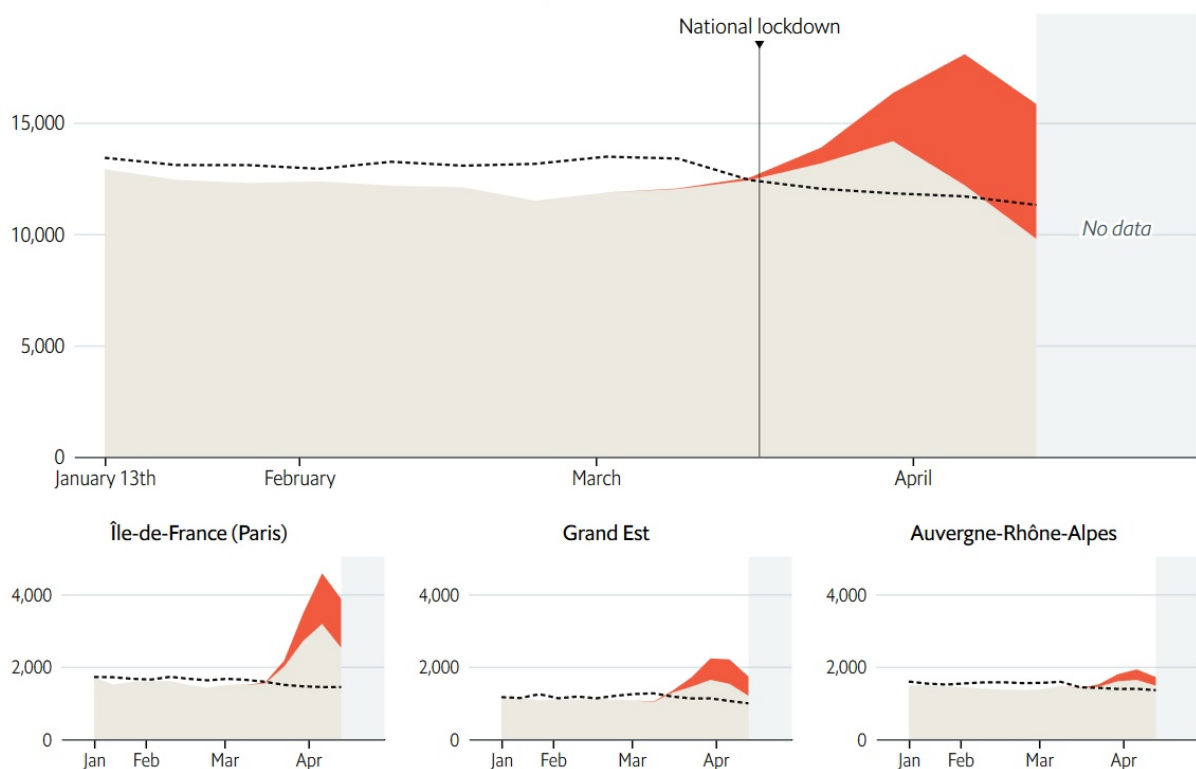 National lockdown
15,000
10,000
No data
5,000
0
January 13th February March April
Île-de-France (Paris) Grand Est Auvergne-Rhône-Alpes
4,000 4,000 4,000
2,000 2,000 2,000
0 0 0
Jan Feb Mar Apr Jan Feb Mar Apr Jan Feb Mar Apr